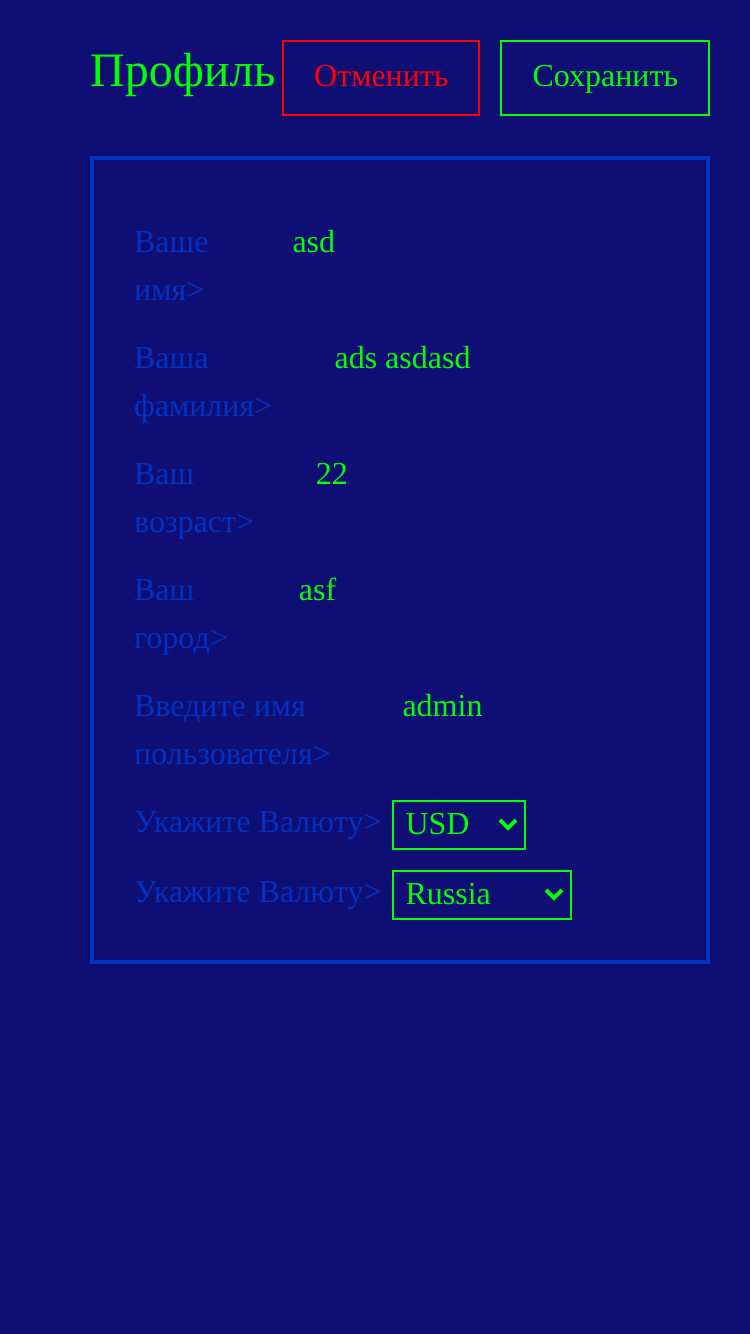 Профиль Отменить Сохранить
Ваше asd
имя>
Ваша ads asdasd
фамилия>
Ваш 22
возраст>
Ваш asf
город>
Введите имя admin
пользователя>
Укажите Валюту> USD
Укажите Валюту> Russia